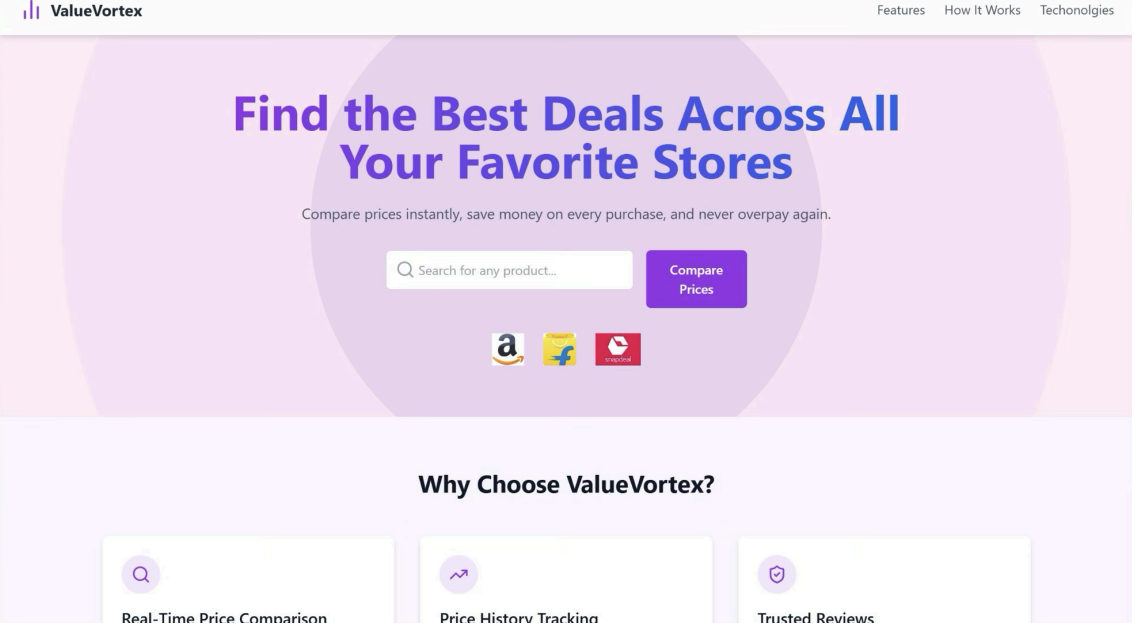 ValueVortex
Features
How It Works
Techonolgies
Find the Best Deals Across All
Your Favorite Stores
Compare prices instantly, save money on every purchase, and never overpay again.
Search for any product...
Compare
Prices
a
f
snapdeal
Why Choose ValueVortex?
Real-Time Price Comparison
Price History Tracking
Trusted Reviews